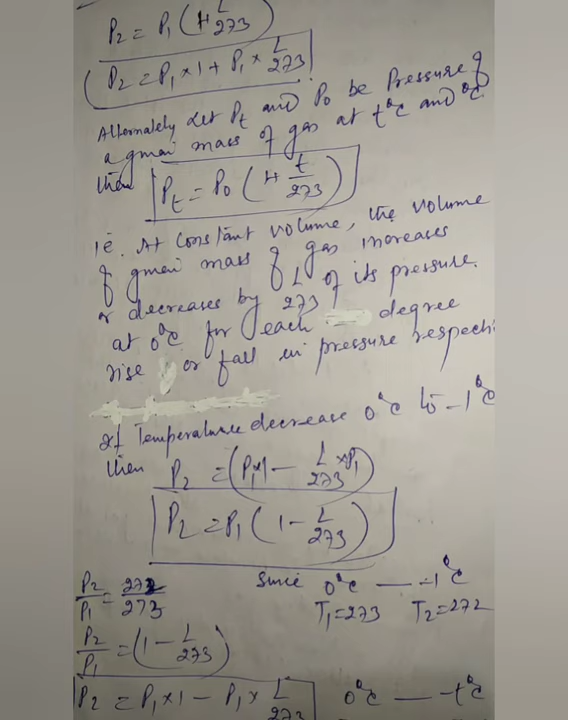 P2 = P1 (1+ 1/273)
(P2 = P1 × 1 + P1 × 1/273
Alternately Let Pt and Po be Pressure of
a given mass of gas at t°C and 0°C
then Pt = Po (1+ t/273)
ie. At constant volume, the volume
of given mass of gas increases
or decreases by 1/273 of its pressure.
at 0°C for each degree
rise or fall in pressure respecti
If Temperature decrease 0°C to -1°C
then P2 = (P1×1 - 1/273 ×P1)
P2 = P1 (1 - 1/273)
P2/P1 = 272/273 Since 0°C — -1°C
T1=273 T2=272
P2/P1 = (1 - 1/273)
P2 = P1×1 - P1× 1/273 0°C — -t°C